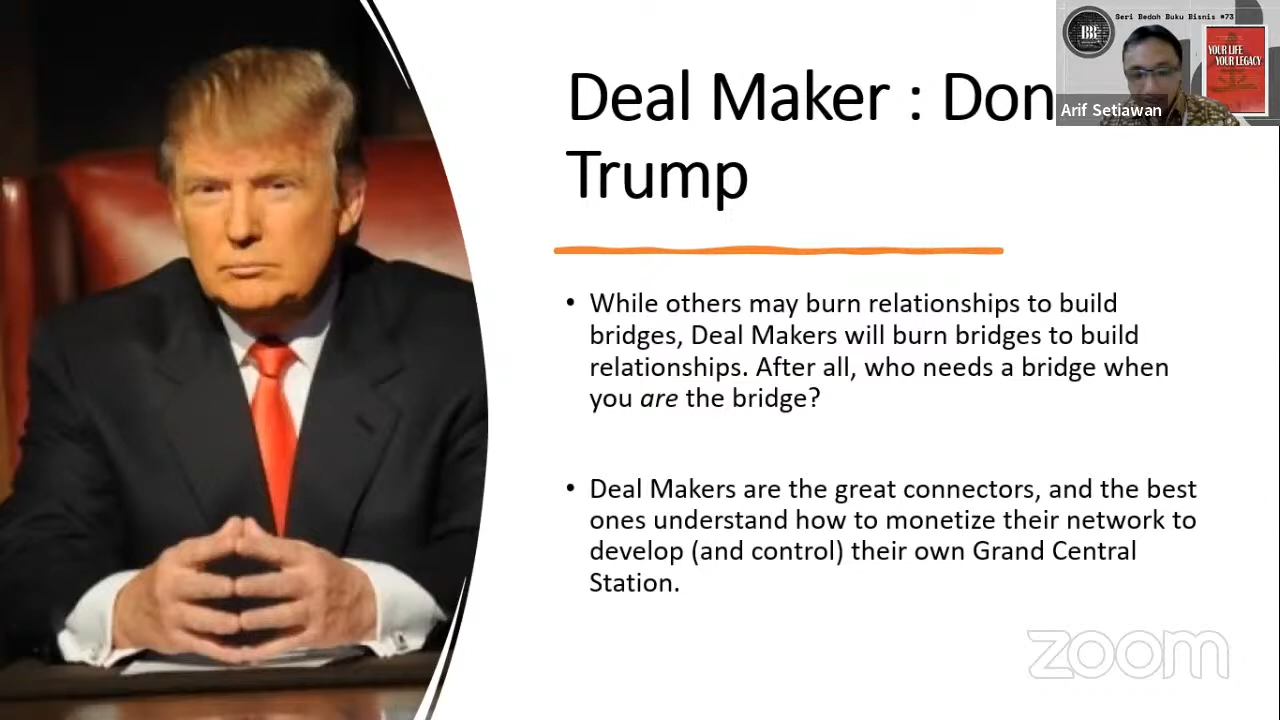 Deal Maker : Don
Trump
While others may burn relationships to build
bridges, Deal Makers will burn bridges to build
relationships. After all, who needs a bridge when
you are the bridge?
Deal Makers are the great connectors, and the best
ones understand how to monetize their network to
develop (and control) their own Grand Central
Station.
Seri Bedah Buku Bisnis #73
BB
YOUR LIFE
YOUR LEGACY
Arif Setiawan
zoom